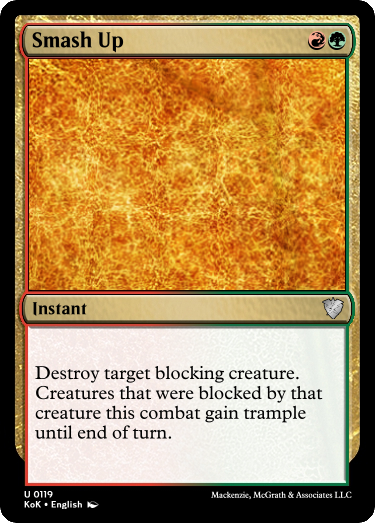 Smash Up
Instant
Destroy target blocking creature.
Creatures that were blocked by that
creature this combat gain trample
until end of turn.
U 0119
KoK • English
Mackenzie, McGrath & Associates LLC